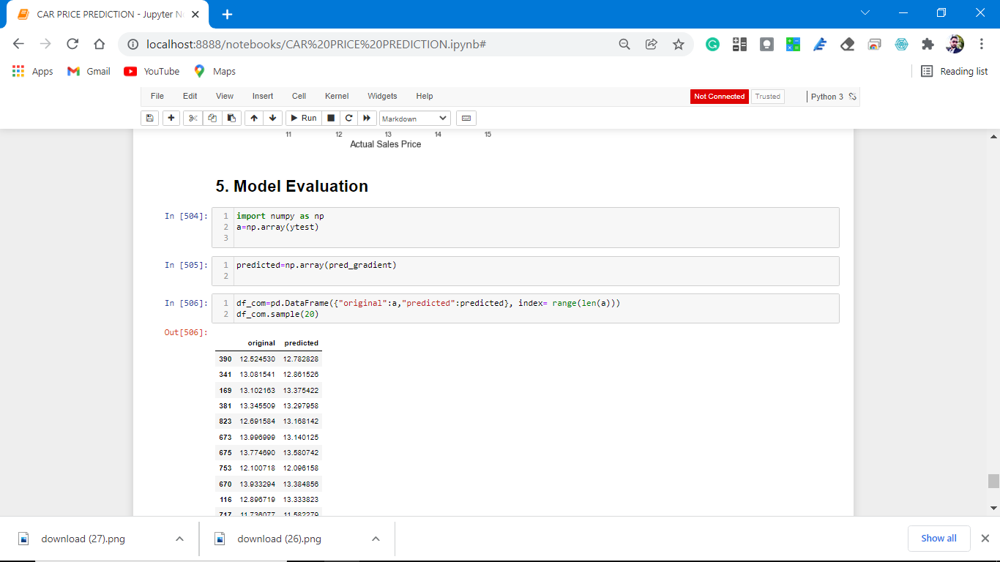 CAR PRICE PREDICTION - Jupyter N
localhost:8888/notebooks/CAR%20PRICE%20PREDICTION.ipynb#
Apps Gmail YouTube Maps Reading list
File Edit View Insert Cell Kernel Widgets Help Not Connected Trusted Python 3
Run Markdown
11 12 13 14 15
Actual Sales Price
5. Model Evaluation
In [504]: 1 import numpy as np
2 a=np.array(ytest)
3
In [505]: 1 predicted=np.array(pred_gradient)
2
In [506]: 1 df_com=pd.DataFrame({"original":a,"predicted":predicted}, index= range(len(a)))
2 df_com.sample(20)
Out[506]:
original predicted
390 12.524530 12.782828
341 13.081541 12.861526
169 13.102163 13.375422
381 13.345509 13.297958
823 12.691584 13.168142
673 13.996999 13.140125
675 13.774690 13.580742
753 12.100718 12.096158
670 13.933294 13.384856
116 12.896719 13.333823
717 11.736077 11.582279
download (27).png download (26).png Show all